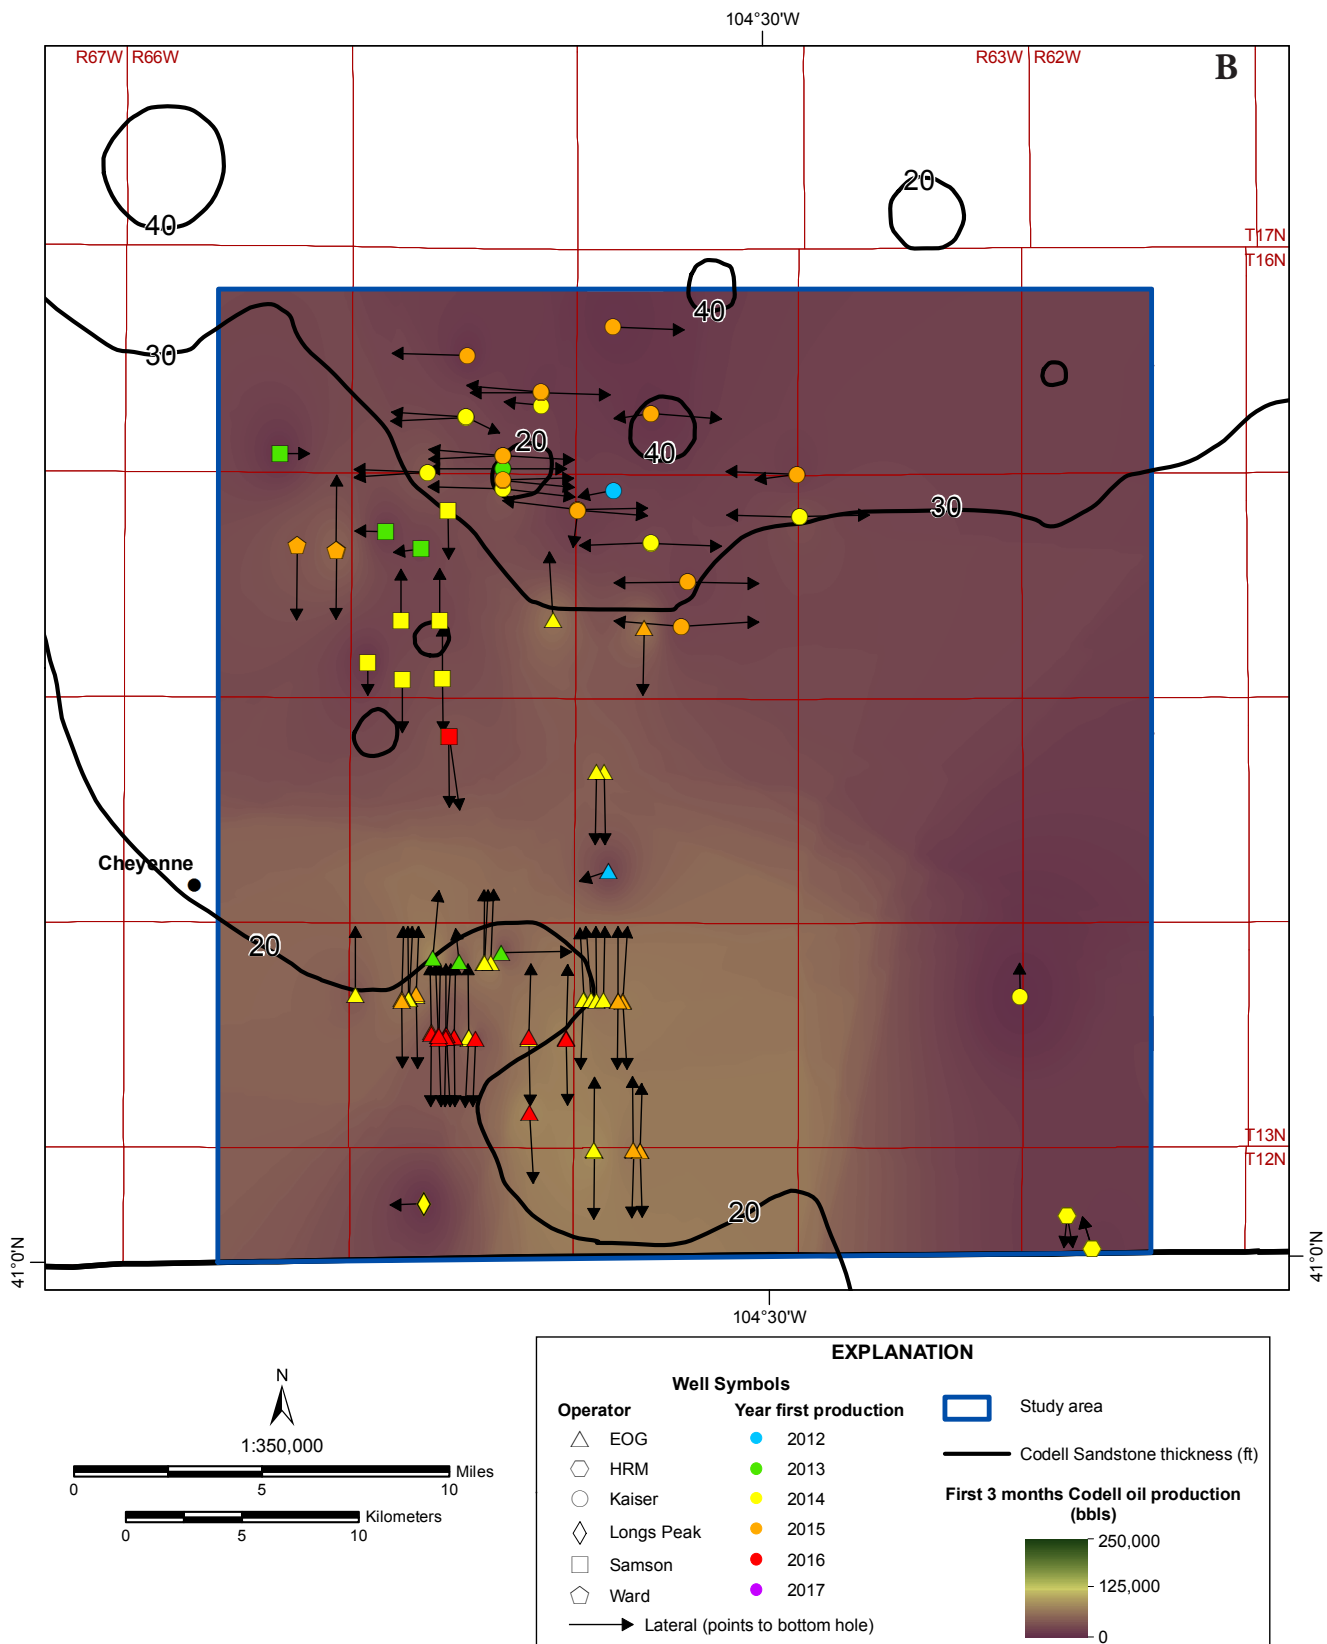 104°30'W
R67W R66W
R63W R62W
B
40
20
T17N
T16N
40
30
20
40
30
Cheyenne
20
T13N
T12N
20
41°0'N
41°0'N
104°30'W
N
1:350,000
Miles
0 5 10
Kilometers
0 5 10
EXPLANATION
Well Symbols
Operator
EOG
HRM
Kaiser
Longs Peak
Samson
Ward
Lateral (points to bottom hole)
Year first production
2012
2013
2014
2015
2016
2017
Study area
Codell Sandstone thickness (ft)
First 3 months Codell oil production
(bbls)
250,000
125,000
0